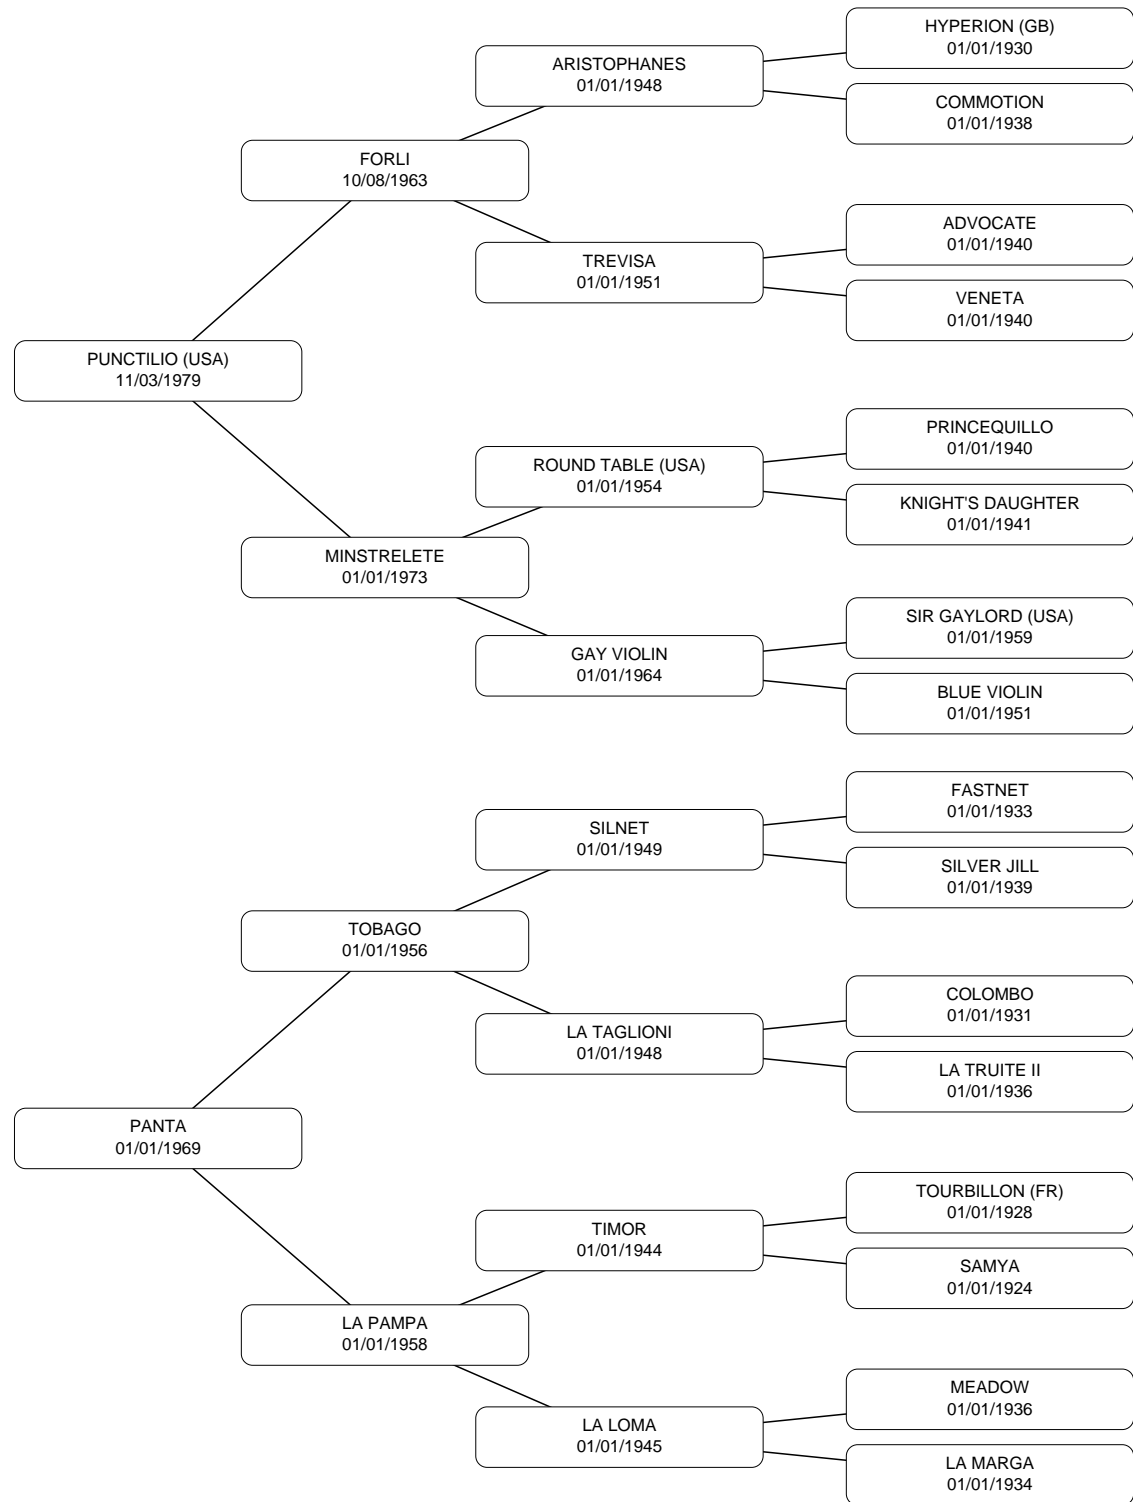 HYPERION (GB)
01/01/1930
ARISTOPHANES
01/01/1948
COMMOTION
01/01/1938
FORLI
10/08/1963
ADVOCATE
01/01/1940
TREVISA
01/01/1951
VENETA
01/01/1940
PUNCTILIO (USA)
11/03/1979
PRINCEQUILLO
01/01/1940
ROUND TABLE (USA)
01/01/1954
KNIGHT'S DAUGHTER
01/01/1941
MINSTRELETE
01/01/1973
SIR GAYLORD (USA)
01/01/1959
GAY VIOLIN
01/01/1964
BLUE VIOLIN
01/01/1951
FASTNET
01/01/1933
SILNET
01/01/1949
SILVER JILL
01/01/1939
TOBAGO
01/01/1956
COLOMBO
01/01/1931
LA TAGLIONI
01/01/1948
LA TRUITE II
01/01/1936
PANTA
01/01/1969
TOURBILLON (FR)
01/01/1928
TIMOR
01/01/1944
SAMYA
01/01/1924
LA PAMPA
01/01/1958
MEADOW
01/01/1936
LA LOMA
01/01/1945
LA MARGA
01/01/1934